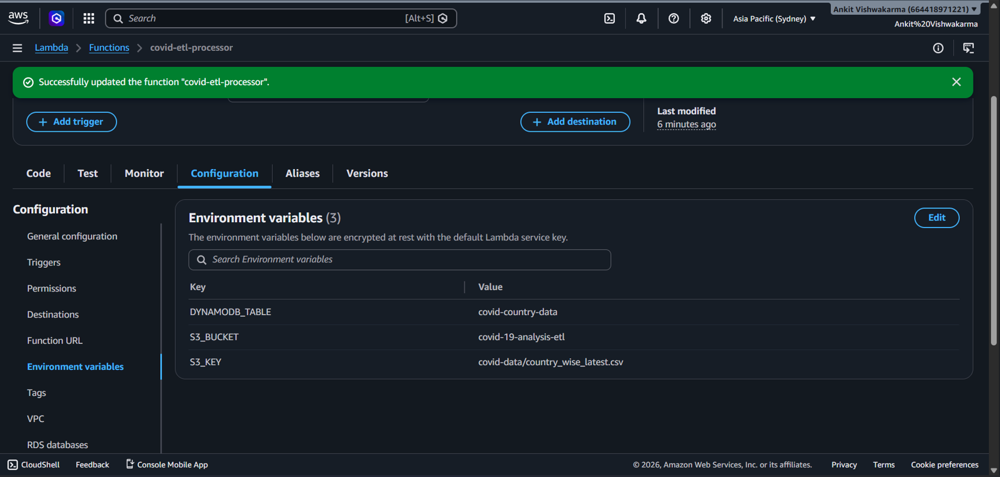 aws
Search
[Alt+S]
Asia Pacific (Sydney)
Ankit Vishwakarma (664418971221)
Ankit%20Vishwakarma
Lambda
Functions
covid-etl-processor
Successfully updated the function "covid-etl-processor".
Add trigger
Add destination
Last modified
6 minutes ago
Code
Test
Monitor
Configuration
Aliases
Versions
Configuration
General configuration
Triggers
Permissions
Destinations
Function URL
Environment variables
Tags
VPC
RDS databases
Environment variables (3)
Edit
The environment variables below are encrypted at rest with the default Lambda service key.
Search Environment variables
Key Value
DYNAMODB_TABLE covid-country-data
S3_BUCKET covid-19-analysis-etl
S3_KEY covid-data/country_wise_latest.csv
CloudShell
Feedback
Console Mobile App
© 2026, Amazon Web Services, Inc. or its affiliates.
Privacy
Terms
Cookie preferences